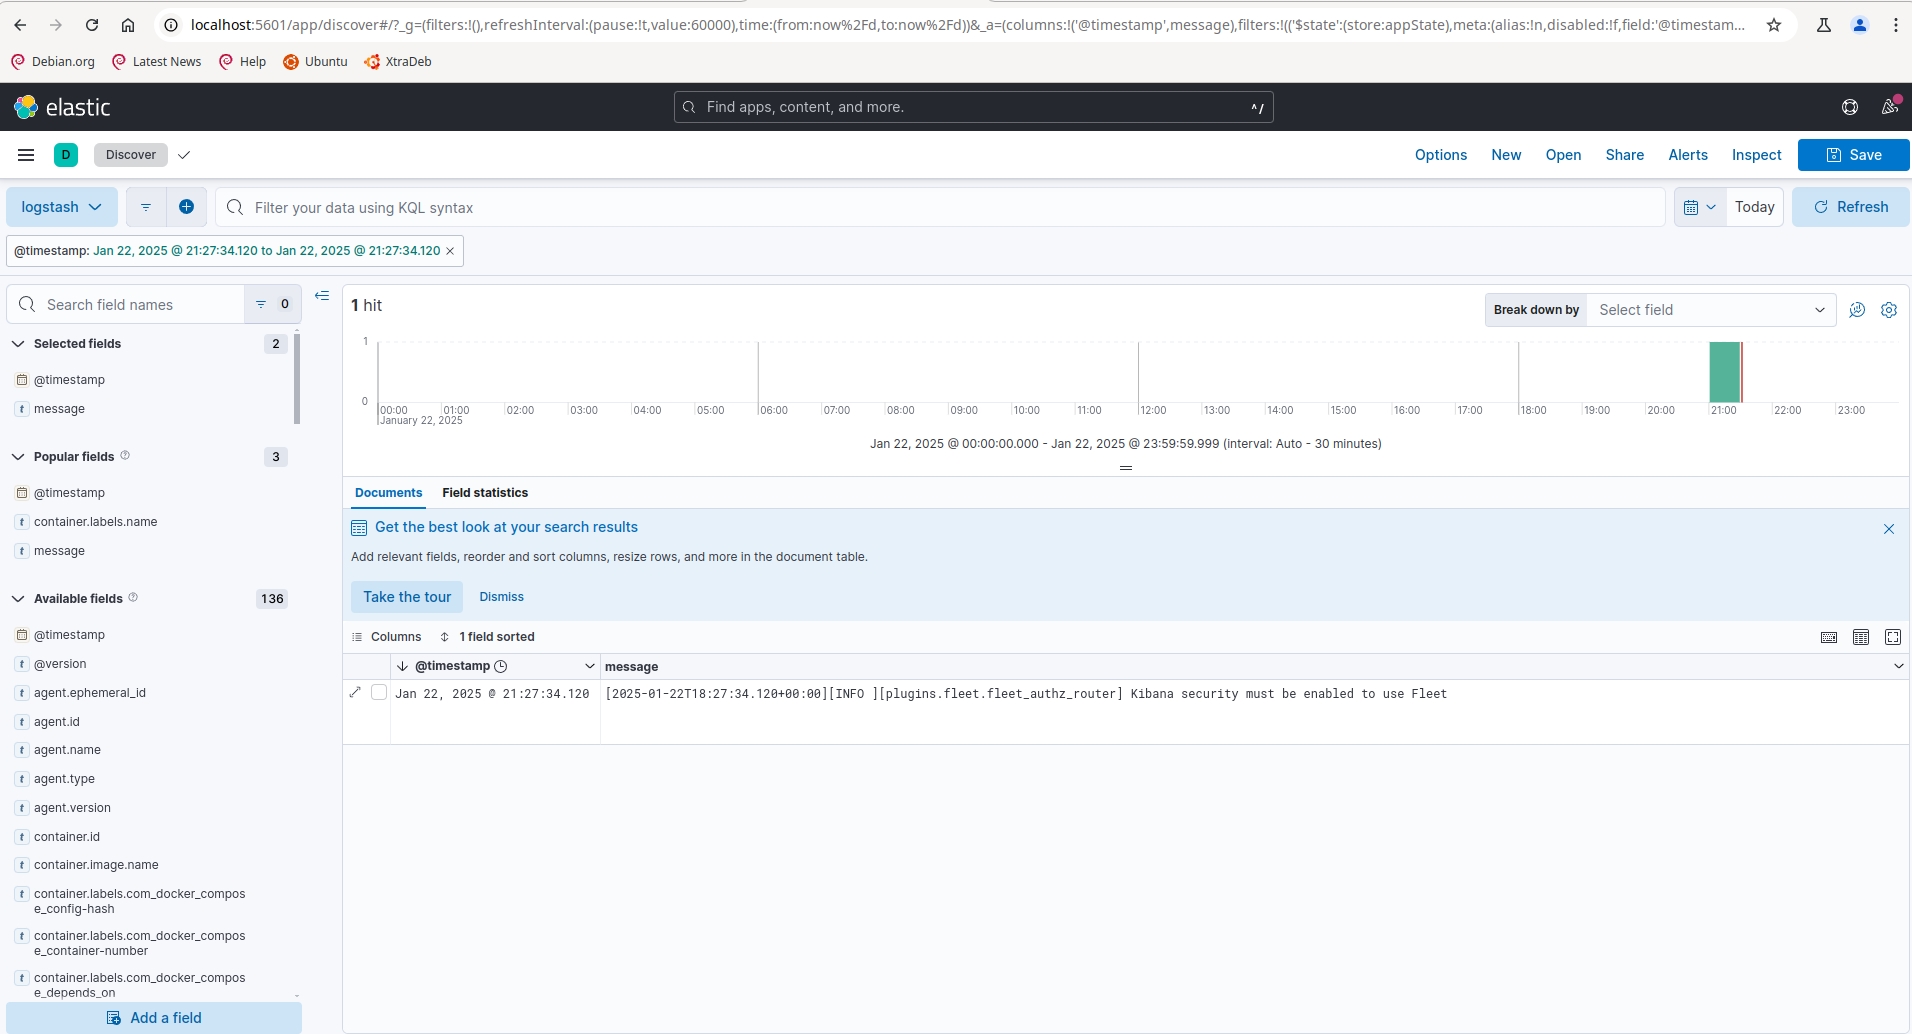 localhost:5601/app/discover#/?_g=(filters:!(),refreshInterval:(pause:!t,value:60000),time:(from:now%2Fd,to:now%2Fd))&_a=(columns:!('@timestamp',message),filters:!(('$state':(store:appState),meta:(alias:!n,disabled:!f,field:'@timestam...
Debian.org Latest News Help Ubuntu XtraDeb
elastic Find apps, content, and more. ^/
D Discover Options New Open Share Alerts Inspect Save
logstash Filter your data using KQL syntax Today Refresh
@timestamp: Jan 22, 2025 @ 21:27:34.120 to Jan 22, 2025 @ 21:27:34.120 ×
Search field names 0
Selected fields 2
@timestamp
t message
Popular fields 3
@timestamp
t container.labels.name
t message
Available fields 136
@timestamp
t @version
t agent.ephemeral_id
t agent.id
t agent.name
t agent.type
t agent.version
t container.id
t container.image.name
t container.labels.com_docker_compos
e_config-hash
t container.labels.com_docker_compos
e_container-number
t container.labels.com_docker_compos
e_depends_on
Add a field
1 hit
Break down by Select field
1
0
00:00 01:00 02:00 03:00 04:00 05:00 06:00 07:00 08:00 09:00 10:00 11:00 12:00 13:00 14:00 15:00 16:00 17:00 18:00 19:00 20:00 21:00 22:00 23:00
January 22, 2025
Jan 22, 2025 @ 00:00:00.000 - Jan 22, 2025 @ 23:59:59.999 (interval: Auto - 30 minutes)
Documents Field statistics
Get the best look at your search results
Add relevant fields, reorder and sort columns, resize rows, and more in the document table.
Take the tour Dismiss
Columns 1 field sorted
@timestamp message
Jan 22, 2025 @ 21:27:34.120 [2025-01-22T18:27:34.120+00:00][INFO ][plugins.fleet.fleet_authz_router] Kibana security must be enabled to use Fleet